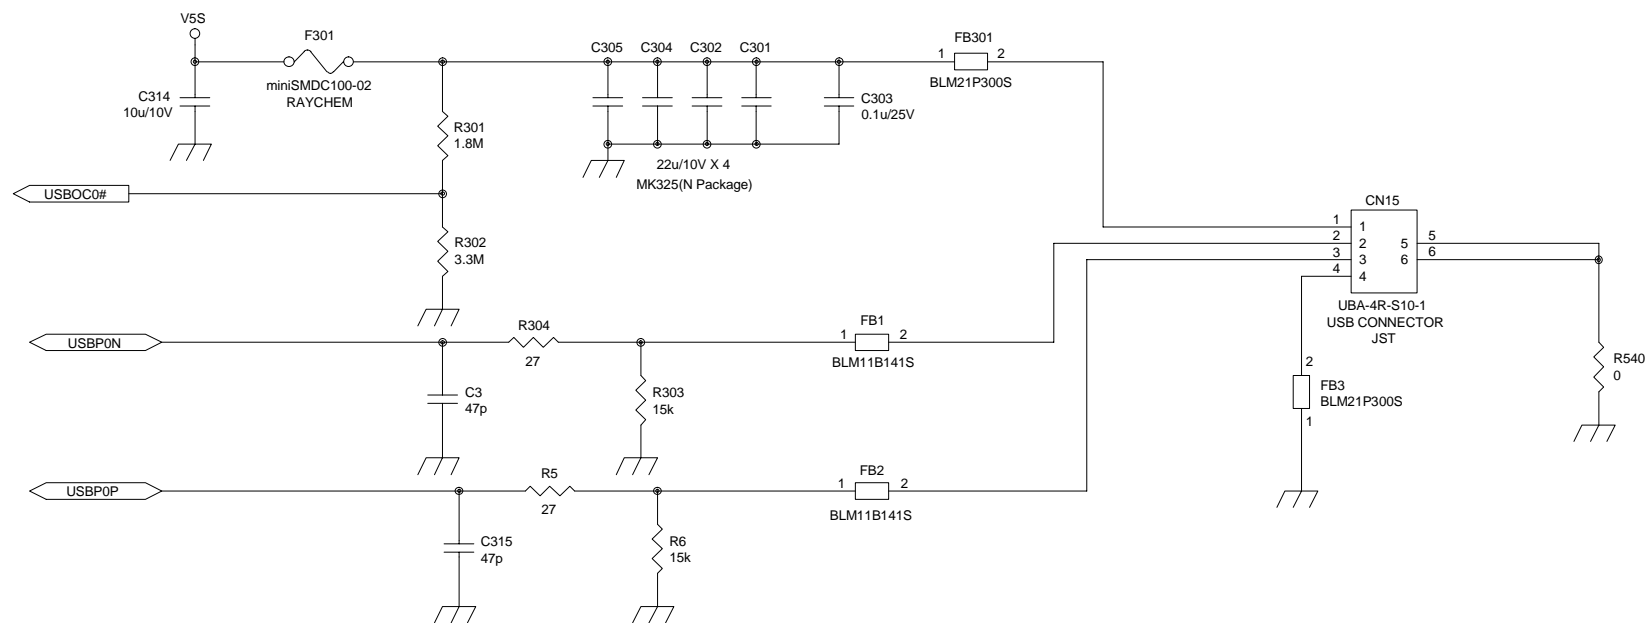 V5S
F301
miniSMDC100-02
RAYCHEM
C314
10u/10V
R301
1.8M
C305
C304
C302
C301
C303
0.1u/25V
22u/10V X 4
MK325(N Package)
1
FB301
2
BLM21P300S
USBOC0#
R302
3.3M
CN15
1
2
3
4
1
2
3
4
5
6
5
6
UBA-4R-S10-1
USB CONNECTOR
JST
USBP0N
R304
27
C3
47p
R303
15k
1
FB1
2
BLM11B141S
2
FB3
BLM21P300S
1
R540
0
USBP0P
R5
27
C315
47p
R6
15k
1
FB2
2
BLM11B141S